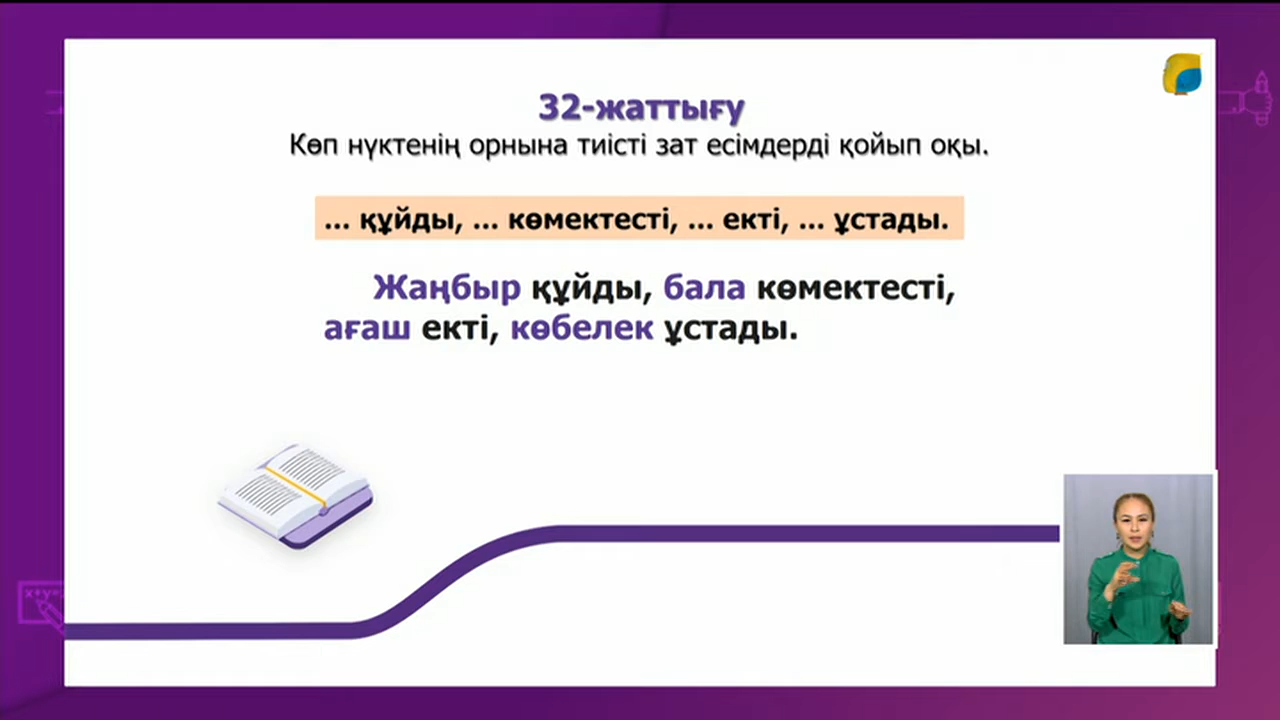 32-жаттығу
Көп нүктенің орнына тиісті зат есімдерді қойып оқы.
... құйды, ... көмектесті, ... екті, ... ұстады.
Жаңбыр құйды, бала көмектесті,
ағаш екті, көбелек ұстады.
x+y=